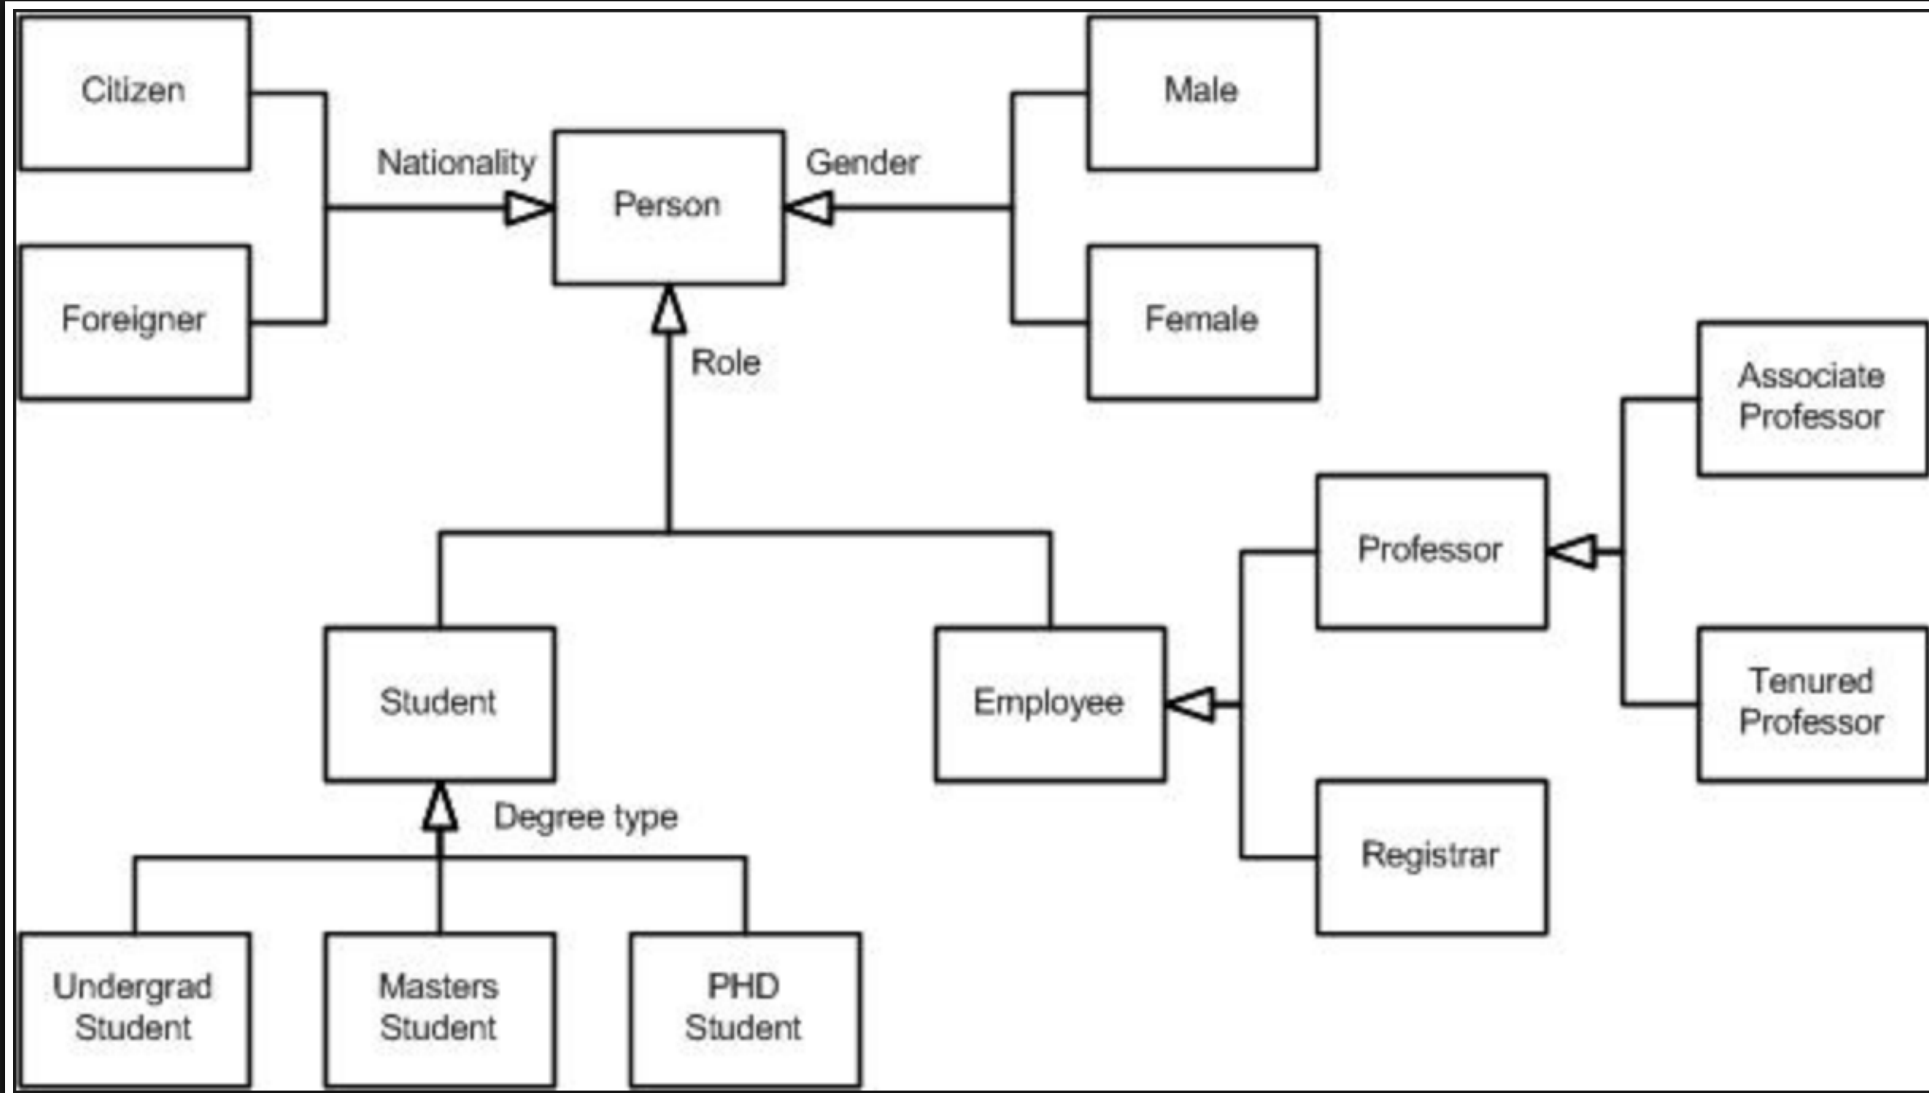 Citizen
Male
Nationality
Gender
Person
Foreigner
Female
Role
Associate
Professor
Professor
Student
Employee
Tenured
Professor
Degree type
Registrar
Undergrad
Student
Masters
Student
PHD
Student